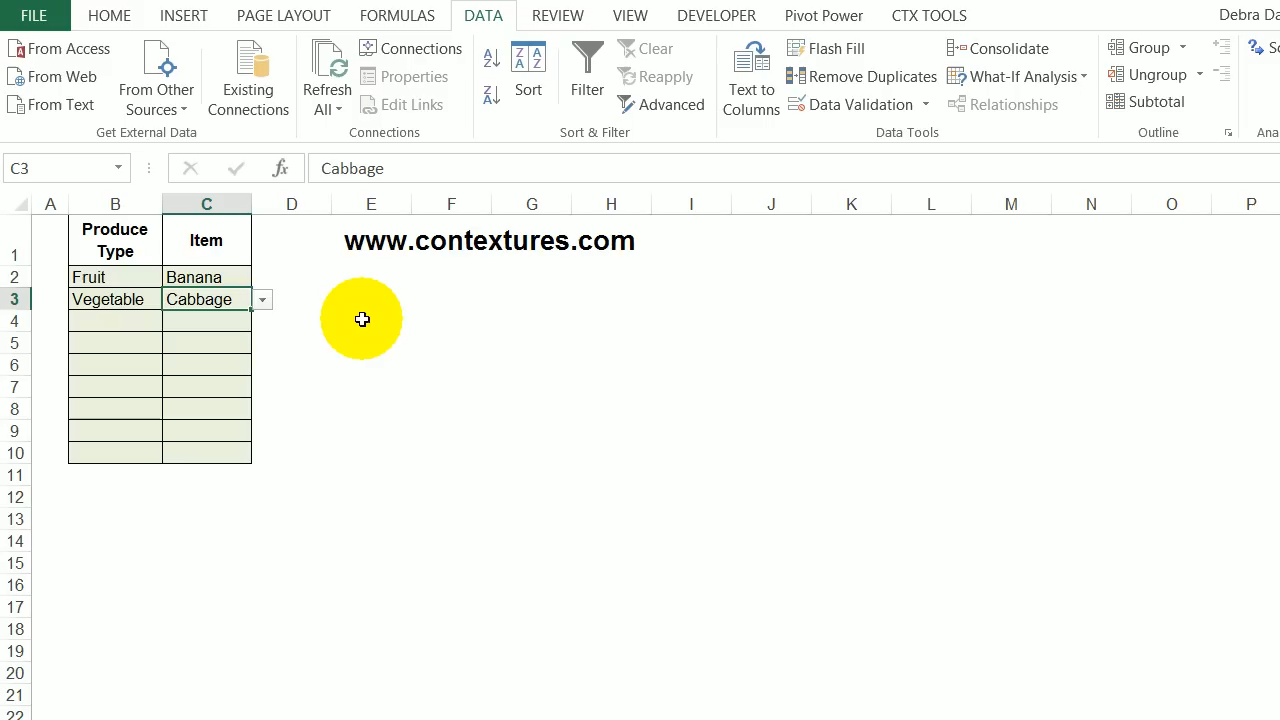 FILE HOME INSERT PAGE LAYOUT FORMULAS DATA REVIEW VIEW DEVELOPER Pivot Power CTX TOOLS Debra Da
From Access
From Web
From Text
From Other
Sources
Existing
Connections
Get External Data
Refresh
All
Connections
Properties
Edit Links
Connections
Sort
Filter
Clear
Reapply
Advanced
Sort & Filter
Text to
Columns
Flash Fill
Remove Duplicates
Data Validation
Consolidate
What-If Analysis
Relationships
Data Tools
Group
Ungroup
Subtotal
Outline
So
Ana
C3 fx Cabbage
A B C D E F G H I J K L M N O P
1 Produce Type Item www.contextures.com
2 Fruit Banana
3 Vegetable Cabbage
4
5
6
7
8
9
10
11
12
13
14
15
16
17
18
19
20
21
22